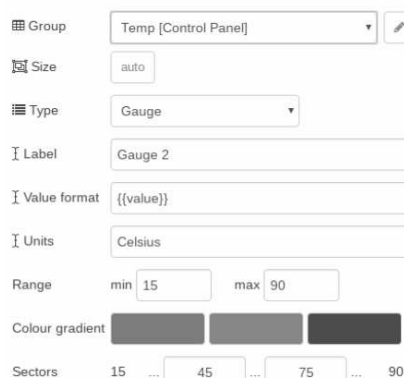 Group Temp [Control Panel]
Size auto
Type Gauge
Label Gauge 2
Value format {{value}}
Units Celsius
Range min 15 max 90
Colour gradient
Sectors 15 ... 45 ... 75 ... 90